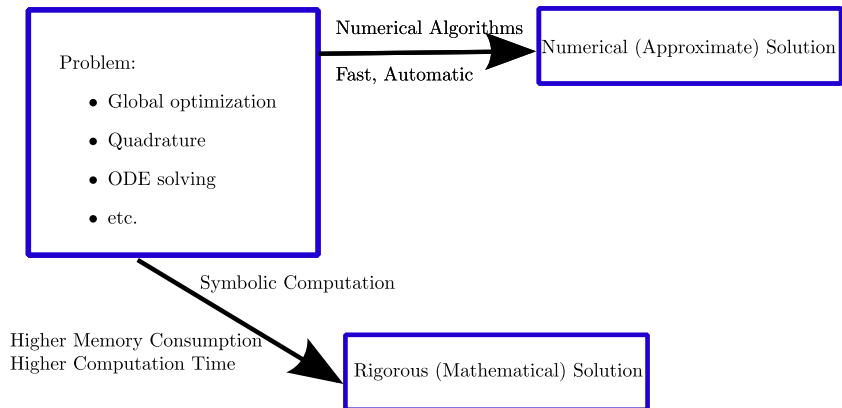 Problem:
• Global optimization
• Quadrature
• ODE solving
• etc.
Numerical Algorithms
Fast, Automatic
Numerical (Approximate) Solution
Symbolic Computation
Higher Memory Consumption
Higher Computation Time
Rigorous (Mathematical) Solution